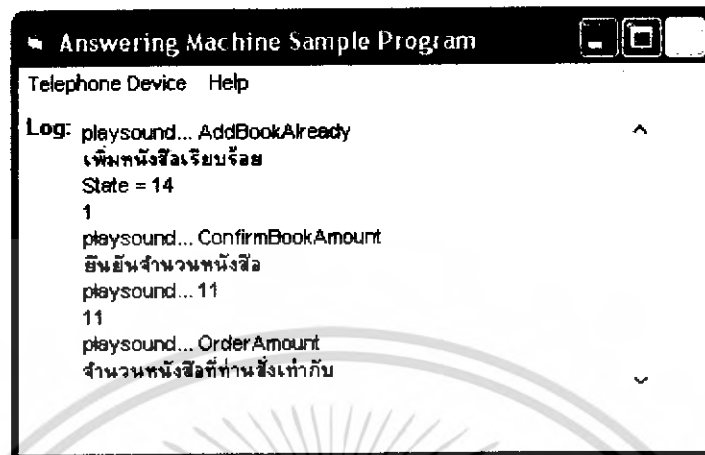 Answering Machine Sample Program
Telephone Device Help
Log: playsound... AddBookAlready
เพิ่มหนังสือเรียบร้อย
State = 14
1
playsound... ConfirmBookAmount
ยืนยันจำนวนหนังสือ
playsound... 11
11
playsound... OrderAmount
จำนวนหนังสือที่ท่านสั่งเท่ากับ